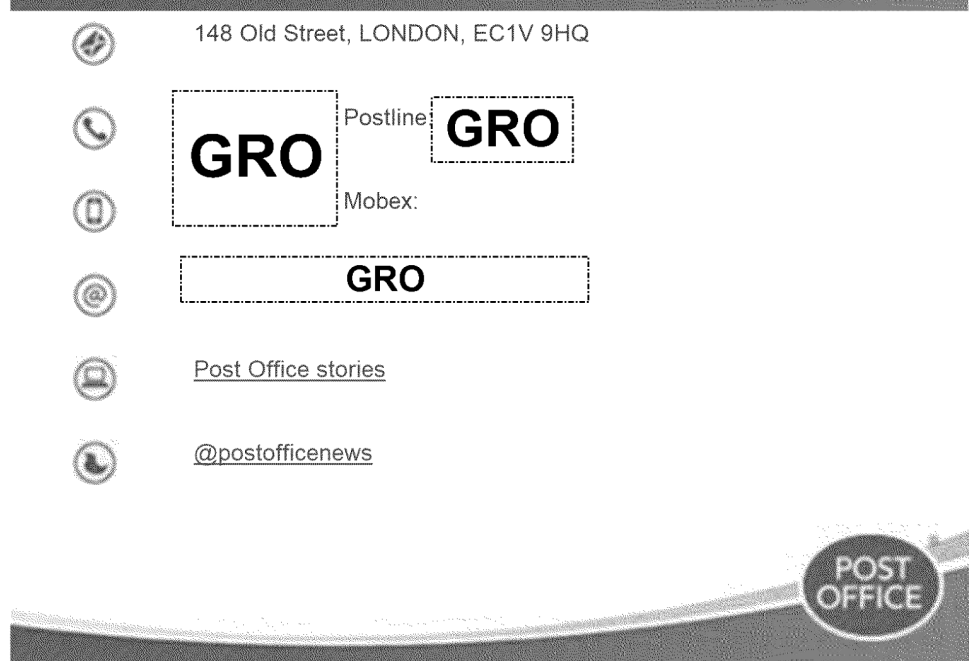 148 Old Street, LONDON, EC1V 9HQ
GRO
Postline:
GRO
Mobex:
GRO
Post Office stories
@postofficenews
POST
OFFICE